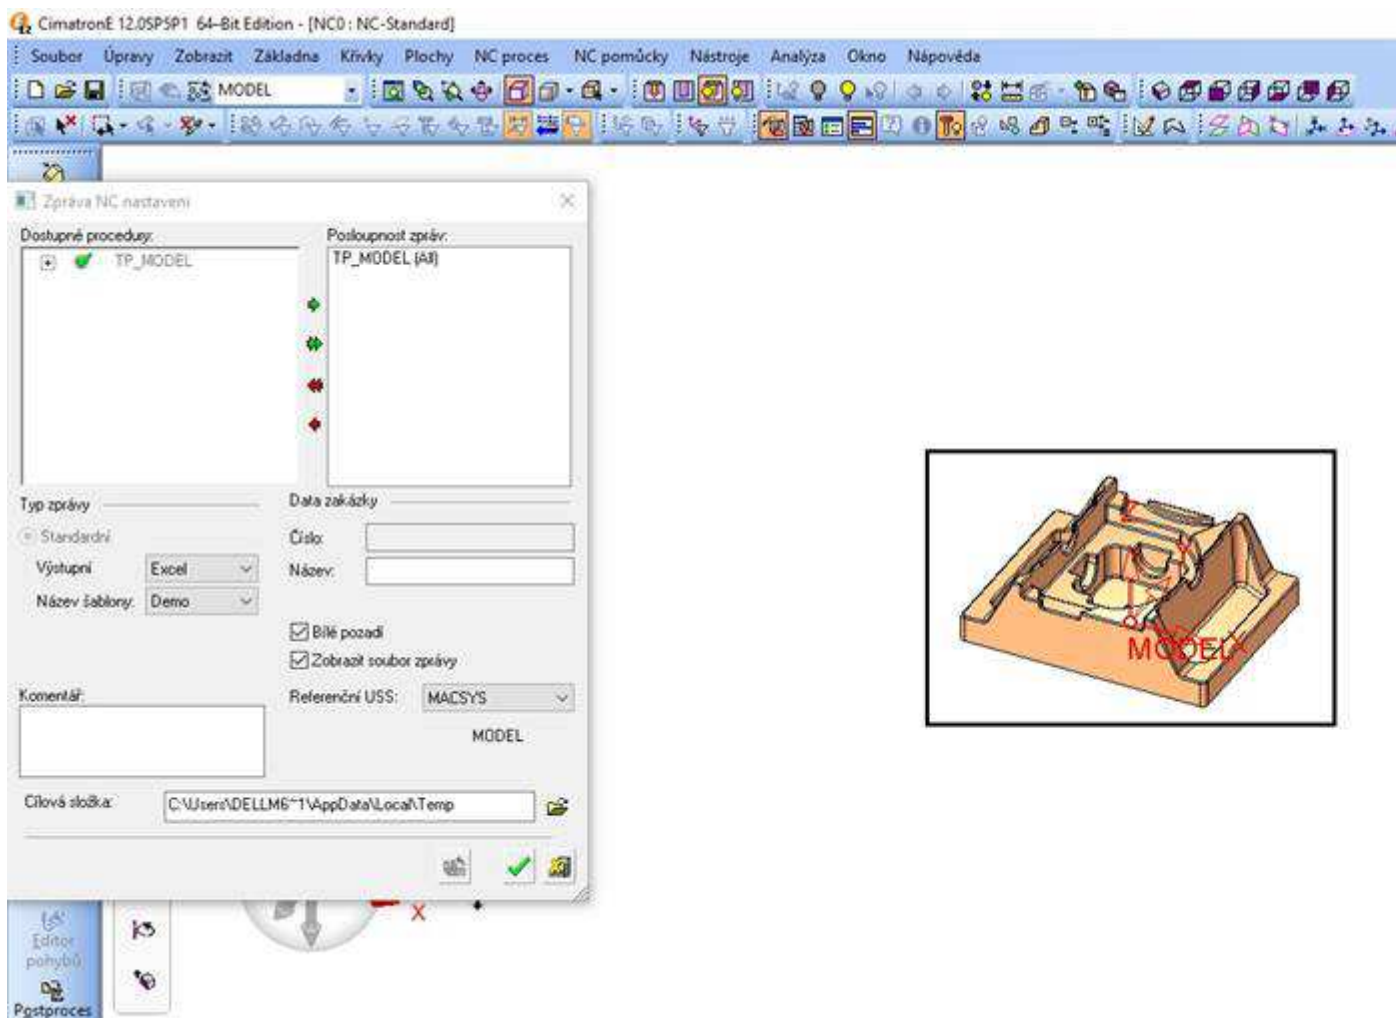 CimatronE 12.0SP5P1 64-Bit Edition - [NC0 : NC-Standard]
Soubor Úpravy Zobrazit Základna Křivky Plochy NC proces NC pomůcky Nástroje Analýza Okno Nápověda
MODEL
Zpráva NC nastavení
Dostupné procedury: Posloupnost zpráv:
TP_MODEL TP_MODEL (All)
Typ zprávy Data zakázky
Standardní Číslo:
Výstupní Excel Název:
Název šablony: Demo
Bílé pozadí
Zobrazit soubor zprávy
Komentář: Referenční USS: MACSYS
MODEL
Cílová složka: C:\Users\DELLM6~1\AppData\Local\Temp
MODEL
X
Editor
pohybů
Postproces